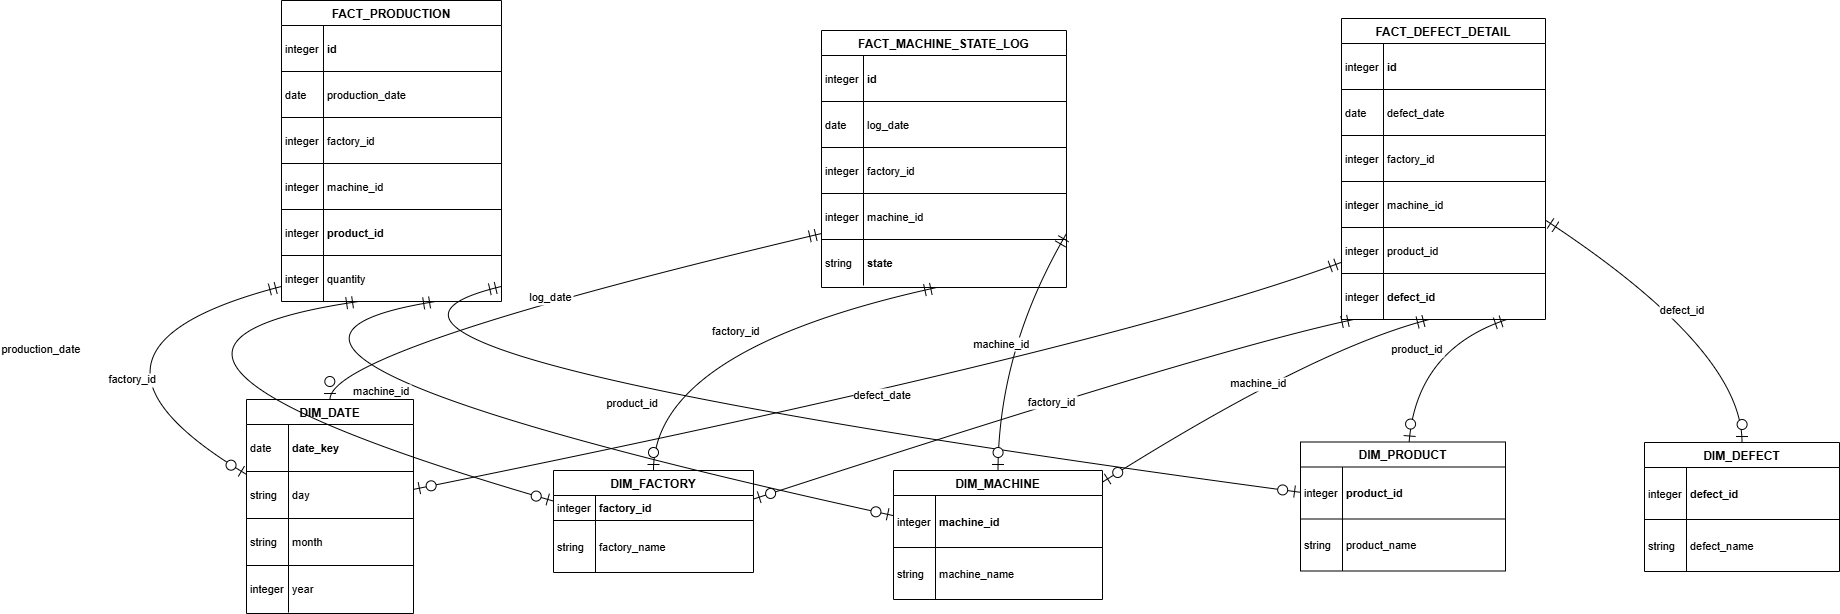 FACT_PRODUCTION
integer id
date production_date
integer factory_id
integer machine_id
integer product_id
integer quantity
FACT_MACHINE_STATE_LOG
integer id
date log_date
integer factory_id
integer machine_id
string state
FACT_DEFECT_DETAIL
integer id
date defect_date
integer factory_id
integer machine_id
integer product_id
integer defect_id
production_date
factory_id
machine_id
product_id
log_date
factory_id
machine_id
defect_date
factory_id
machine_id
product_id
defect_id
DIM_DATE
date date_key
string day
string month
integer year
DIM_FACTORY
integer factory_id
string factory_name
DIM_MACHINE
integer machine_id
string machine_name
DIM_PRODUCT
integer product_id
string product_name
DIM_DEFECT
integer defect_id
string defect_name